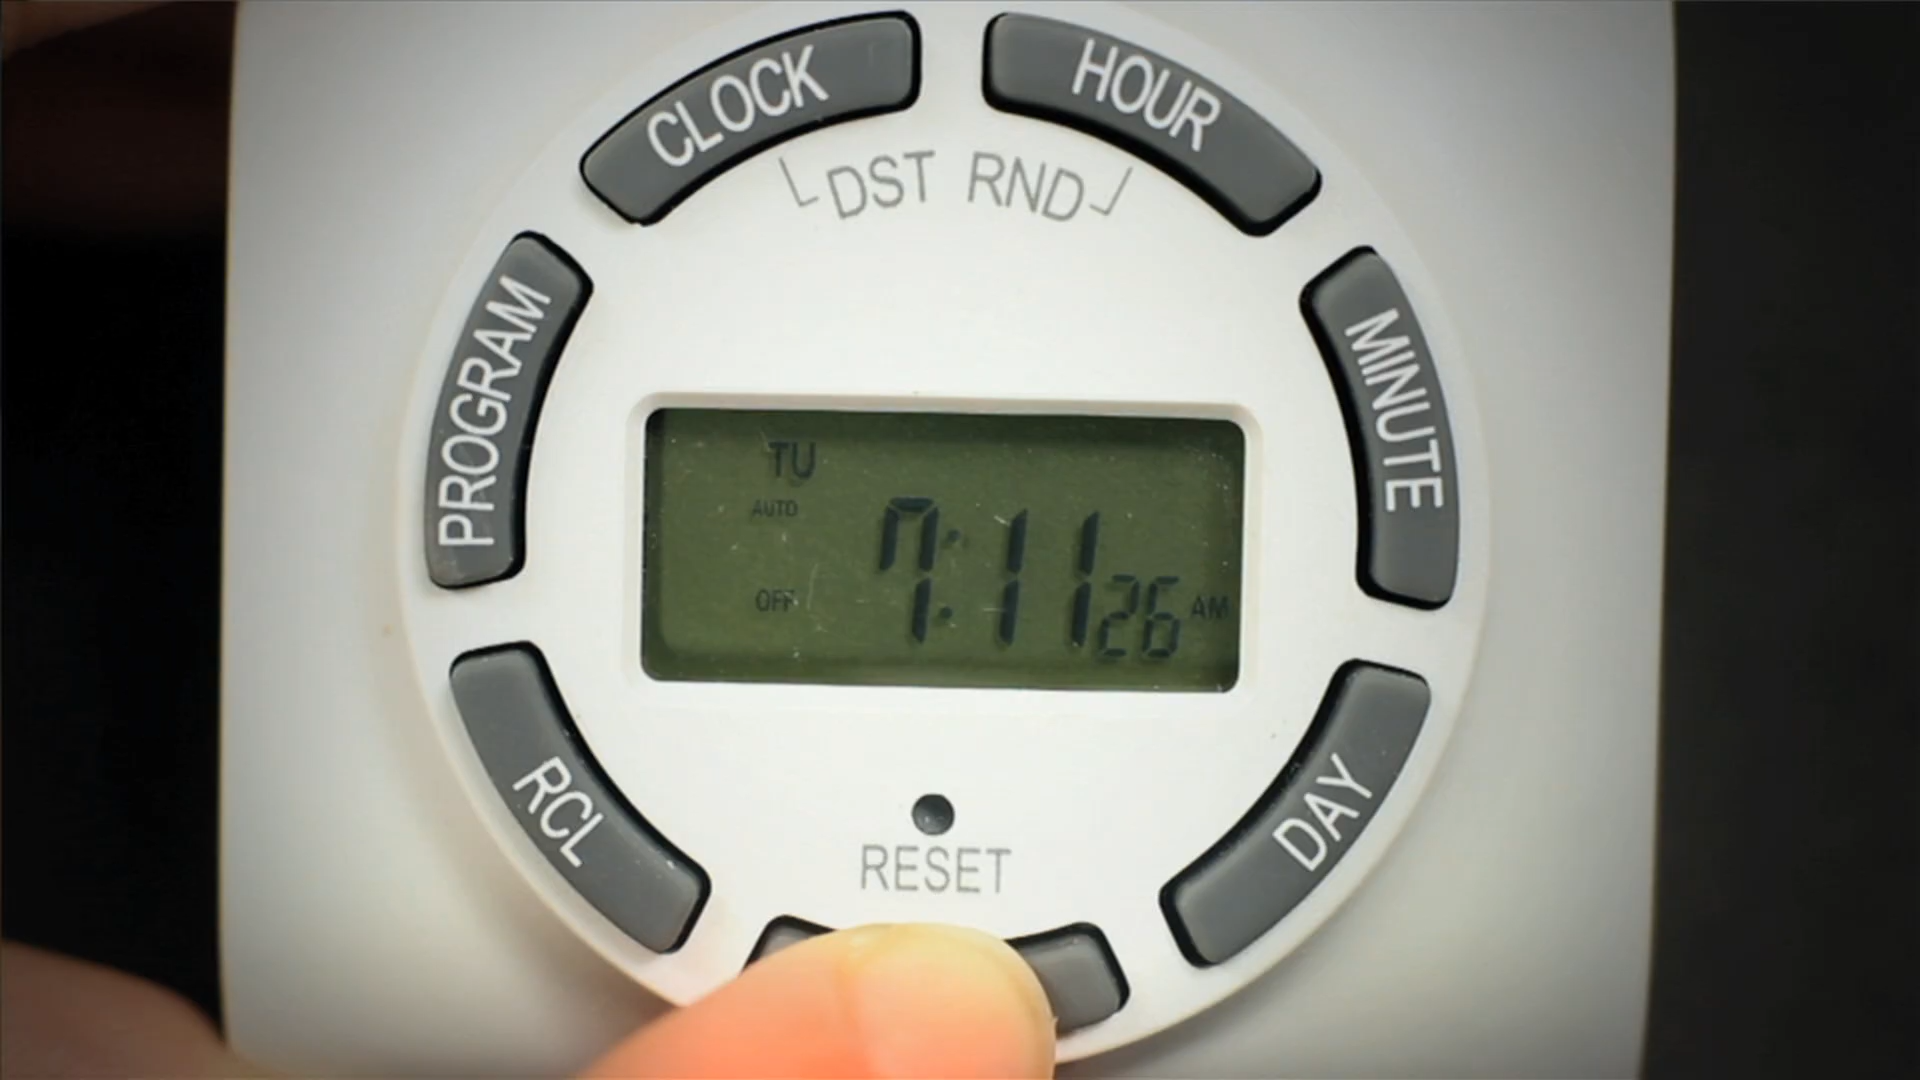 CLOCK
HOUR
DST RND
PROGRAM
MINUTE
TU
AUTO
7:11 26 AM
OFF
RCL
DAY
RESET